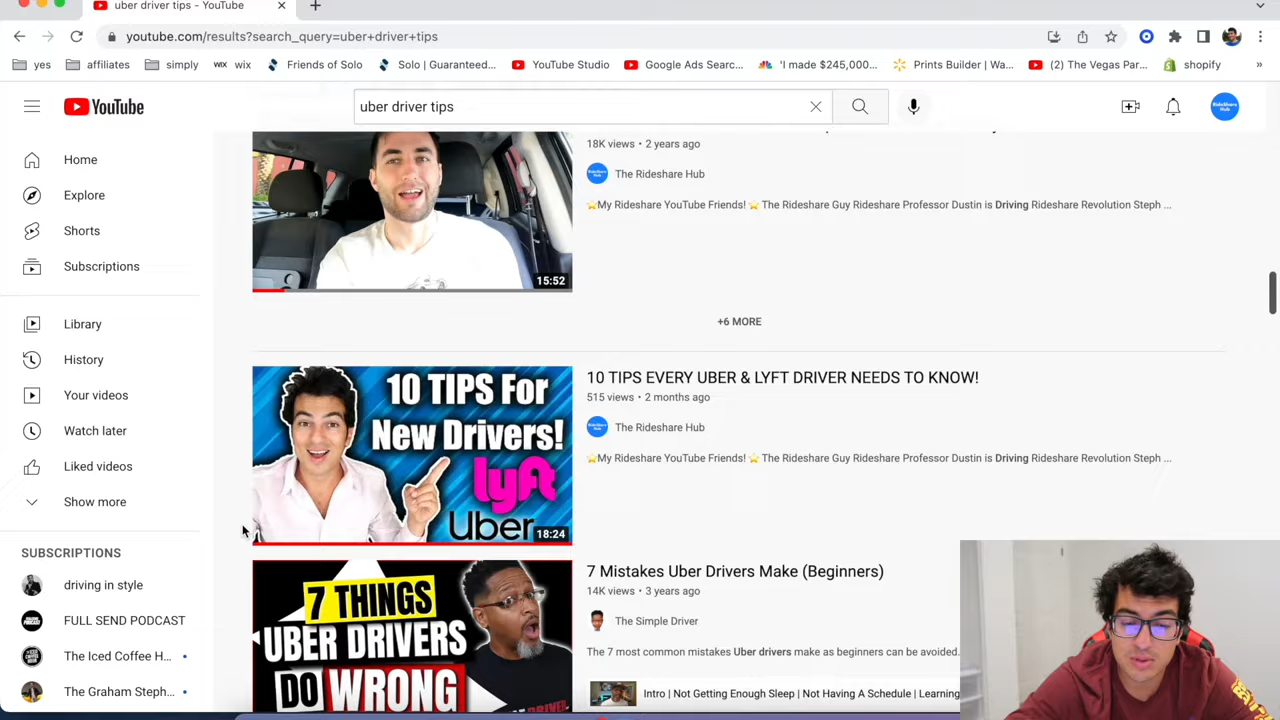 uber driver tips - YouTube
youtube.com/results?search_query=uber+driver+tips
yes affiliates simply WIX wix Friends of Solo Solo | Guaranteed... YouTube Studio Google Ads Searc... 'I made $245,000... Prints Builder | Wa... (2) The Vegas Par... shopify »
YouTube
uber driver tips
RideShare Hub
Home
Explore
Shorts
Subscriptions
Library
History
Your videos
Watch later
Liked videos
Show more
SUBSCRIPTIONS
driving in style
FULL SEND PODCAST
The Iced Coffee H...
The Graham Steph...
18K views • 2 years ago
The Rideshare Hub
⭐My Rideshare YouTube Friends! ⭐ The Rideshare Guy Rideshare Professor Dustin is Driving Rideshare Revolution Steph ...
15:52
+6 MORE
10 TIPS For
New Drivers!
lyft
Uber
18:24
10 TIPS EVERY UBER & LYFT DRIVER NEEDS TO KNOW!
515 views • 2 months ago
The Rideshare Hub
⭐My Rideshare YouTube Friends! ⭐ The Rideshare Guy Rideshare Professor Dustin is Driving Rideshare Revolution Steph ...
7 THINGS
UBER DRIVERS
DO WRONG
7 Mistakes Uber Drivers Make (Beginners)
14K views • 3 years ago
The Simple Driver
The 7 most common mistakes Uber drivers make as beginners can be avoided.
Intro | Not Getting Enough Sleep | Not Having A Schedule | Learning